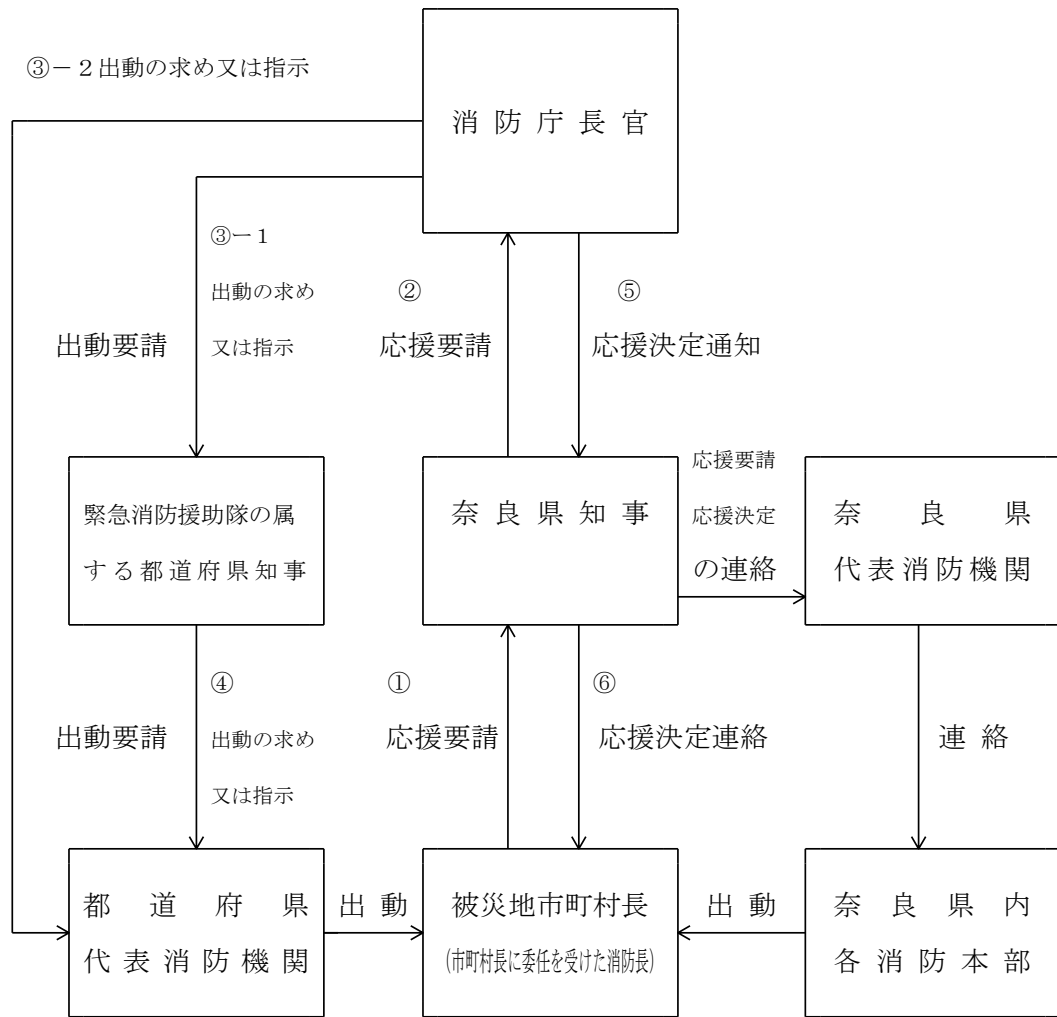 ③－２出動の求め又は指示
消防庁長官
③ー１
出動の求め
又は指示
出動要請
②
応援要請
⑤
応援決定通知
緊急消防援助隊の属
する都道府県知事
奈良県知事
応援要請
応援決定
の連絡
奈良県
代表消防機関
④
出動要請
出動の求め
又は指示
①
応援要請
⑥
応援決定連絡
連絡
都道府県
代表消防機関
出動
被災地市町村長
(市町村長に委任を受けた消防長)
出動
奈良県内
各消防本部